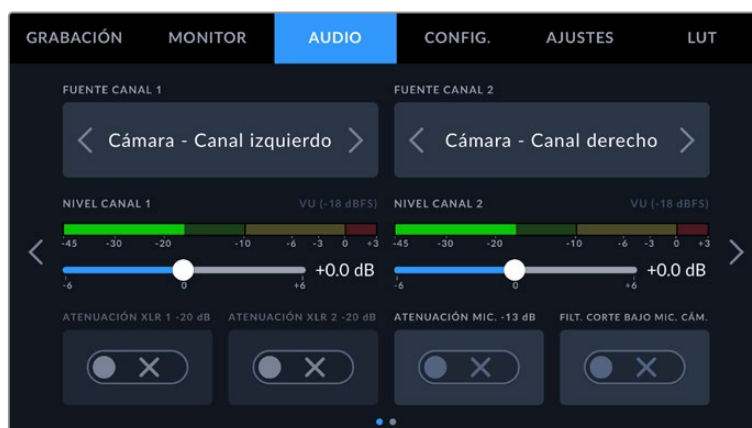 GRABACIÓN MONITOR AUDIO CONFIG. AJUSTES LUT
FUENTE CANAL 1 FUENTE CANAL 2
Cámara - Canal izquierdo Cámara - Canal derecho
NIVEL CANAL 1 VU (-18 dBFS) NIVEL CANAL 2 VU (-18 dBFS)
-45 -30 -20 -10 -6 -3 0 +3 -45 -30 -20 -10 -6 -3 0 +3
+0.0 dB +0.0 dB
-6 0 +6 -6 0 +6
ATENUACIÓN XLR 1 -20 dB ATENUACIÓN XLR 2 -20 dB ATENUACIÓN MIC. -13 dB FILT. CORTE BAJO MIC. CÁM.